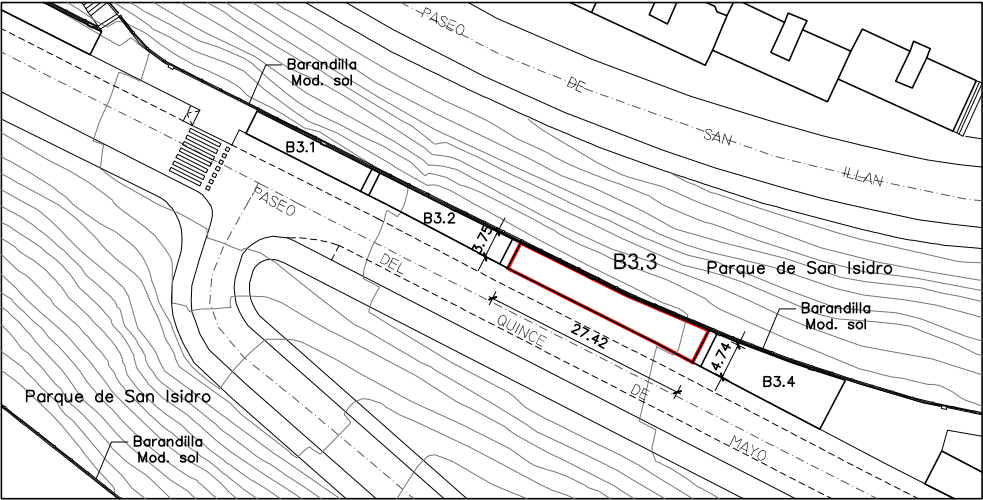 PASEO
DE
SAN
ILLAN
Barandilla
Mod. sol
B3.1
B3.2
3.75
B3.3
Parque de San Isidro
PASEO
DEL
QUINCE
DE
MAYO
27.42
4.74
Barandilla
Mod. sol
B3.4
Parque de San Isidro
Barandilla
Mod. sol